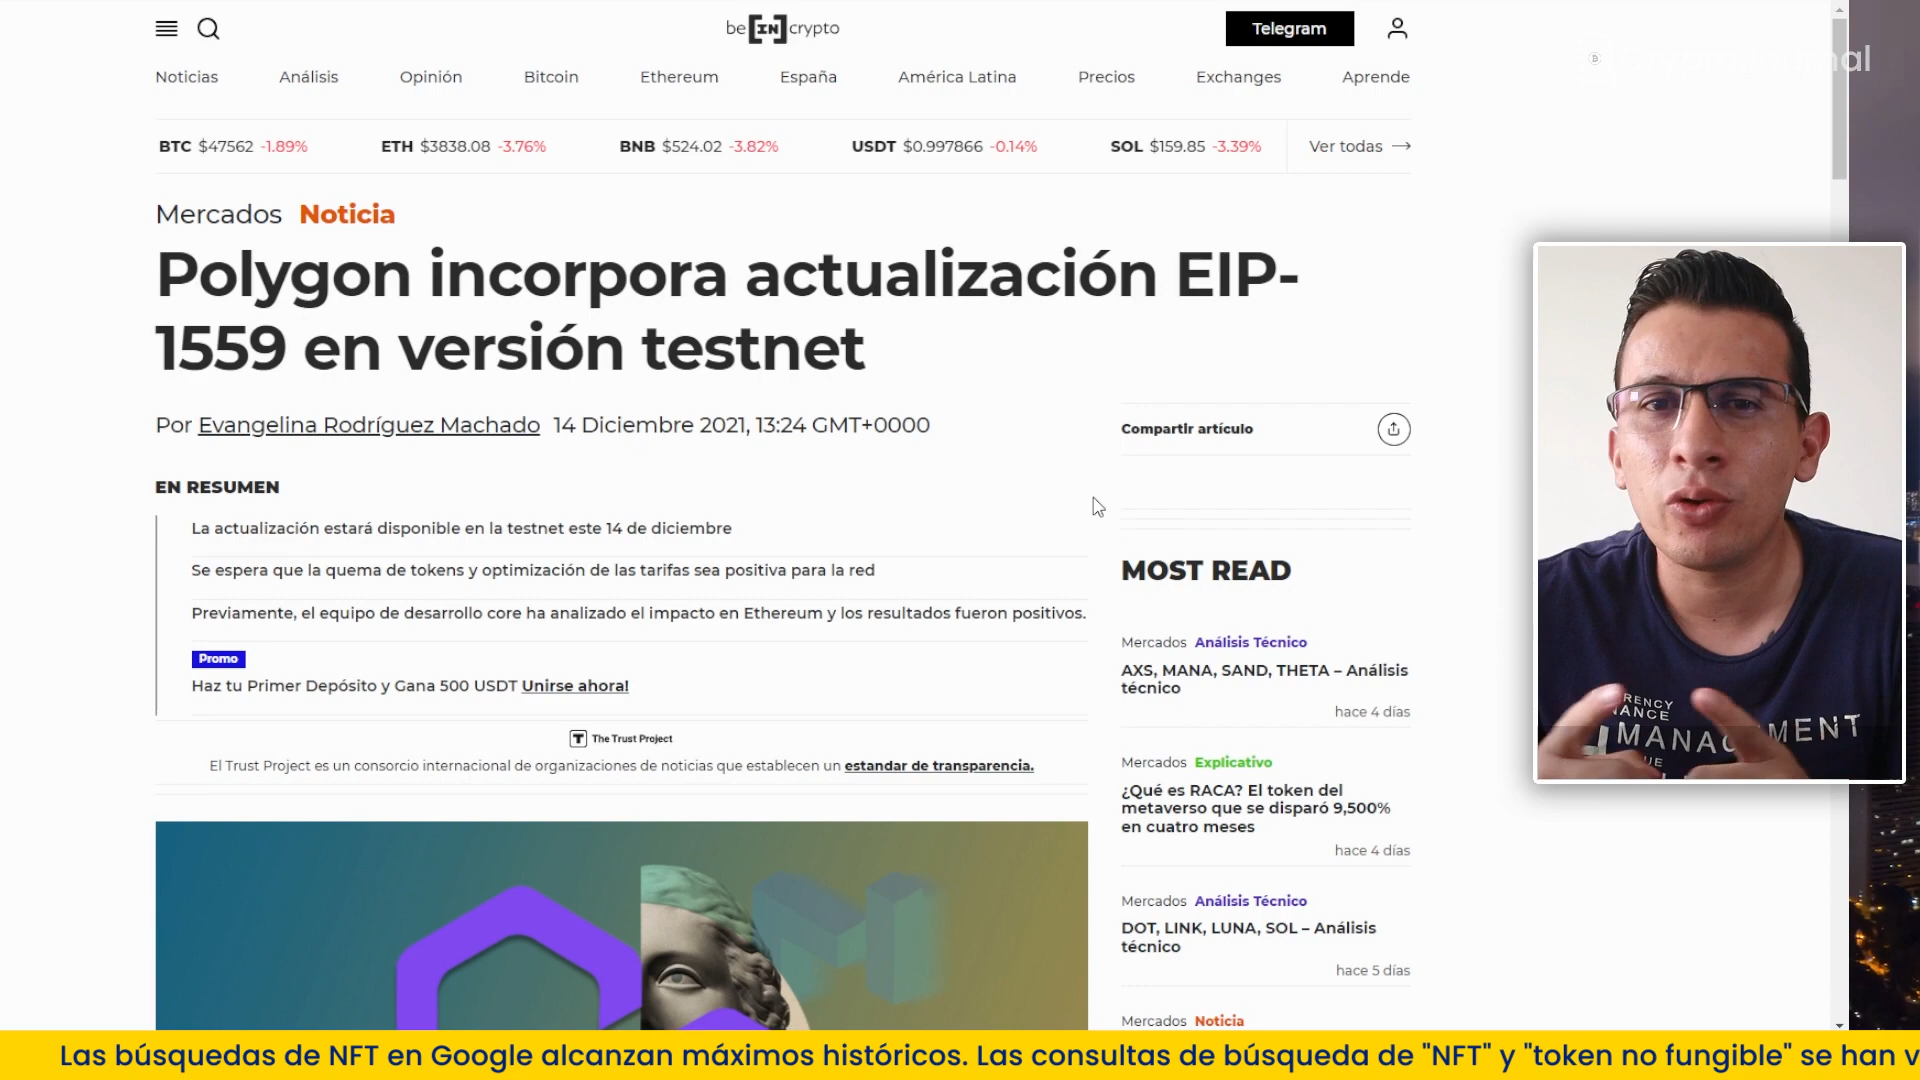 be [IN] crypto
Telegram
Noticias Análisis Opinión Bitcoin Ethereum España América Latina Precios Exchanges Aprende
BTC $47562 -1.89% ETH $3838.08 -3.76% BNB $524.02 -3.82% USDT $0.997866 -0.14% SOL $159.85 -3.39% Ver todas →
Mercados Noticia
Polygon incorpora actualización EIP-
1559 en versión testnet
Por Evangelina Rodríguez Machado 14 Diciembre 2021, 13:24 GMT+0000
EN RESUMEN
La actualización estará disponible en la testnet este 14 de diciembre
Se espera que la quema de tokens y optimización de las tarifas sea positiva para la red
Previamente, el equipo de desarrollo core ha analizado el impacto en Ethereum y los resultados fueron positivos.
Promo
Haz tu Primer Depósito y Gana 500 USDT Unirse ahora!
T The Trust Project
El Trust Project es un consorcio internacional de organizaciones de noticias que establecen un estandar de transparencia.
Compartir artículo
MOST READ
Mercados Análisis Técnico
AXS, MANA, SAND, THETA – Análisis
técnico
hace 4 días
Mercados Explicativo
¿Qué es RACA? El token del
metaverso que se disparó 9,500%
en cuatro meses
hace 4 días
Mercados Análisis Técnico
DOT, LINK, LUNA, SOL – Análisis
técnico
hace 5 días
Mercados Noticia
RENCY
NANCE
MANAG MENT
UE
Las búsquedas de NFT en Google alcanzan máximos históricos. Las consultas de búsqueda de "NFT" y "token no fungible" se han v